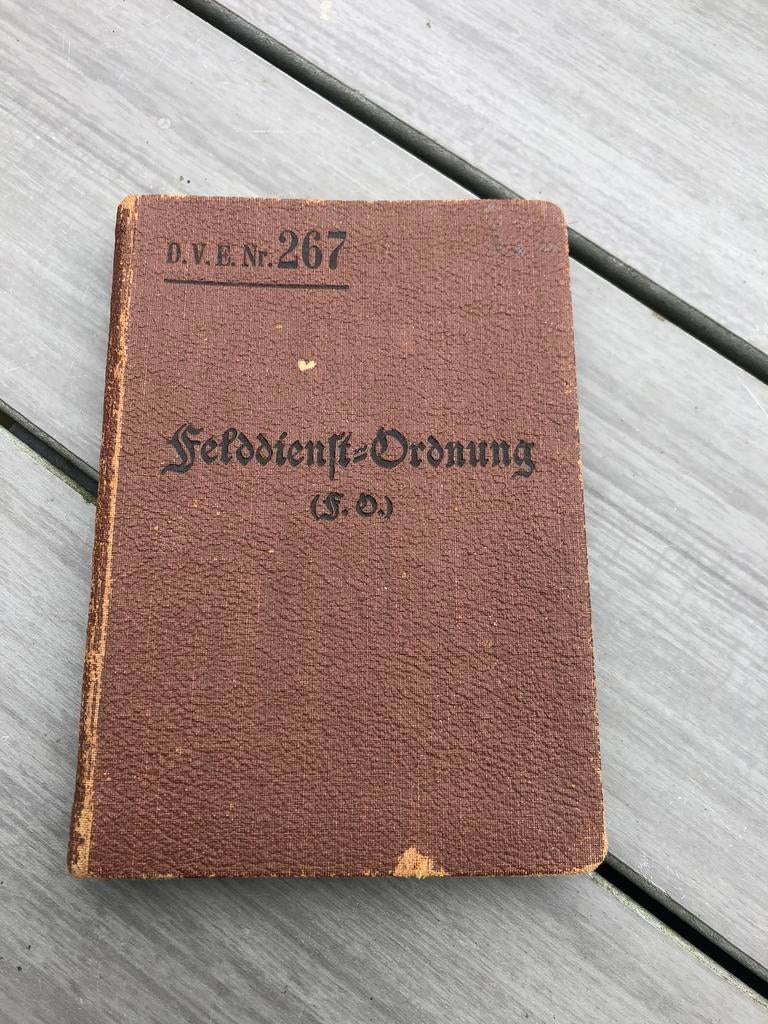 D. V. E. Nr. 267
Felddienſt⸗Ordnung
(F. O.)